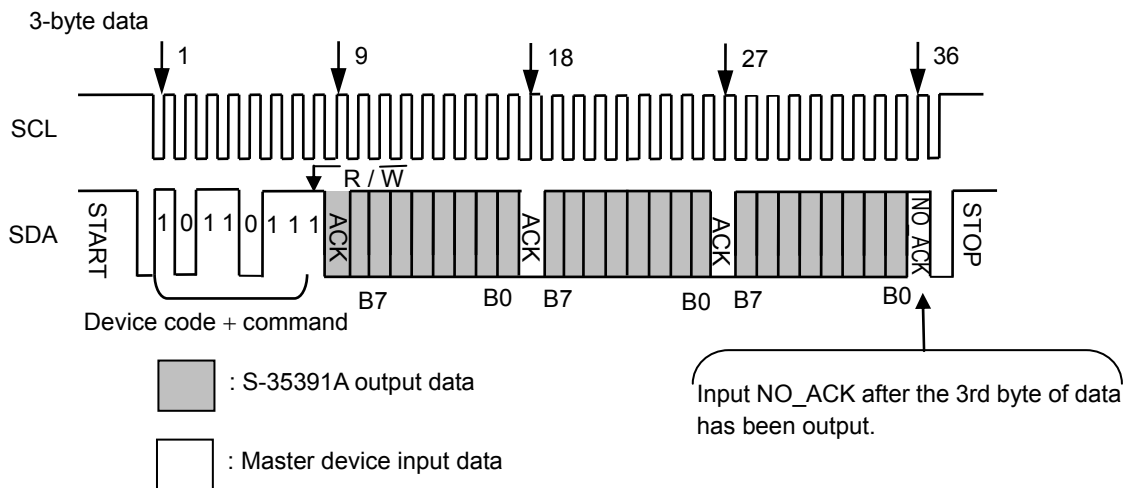 3-byte data
1 9 18 27 36
SCL
R / W
SDA
START 1 0 1 1 0 1 1 1 ACK ACK ACK NO ACK STOP
B7 B0 B7 B0 B7 B0
Device code + command
: S-35391A output data
Input NO_ACK after the 3rd byte of data
has been output.
: Master device input data